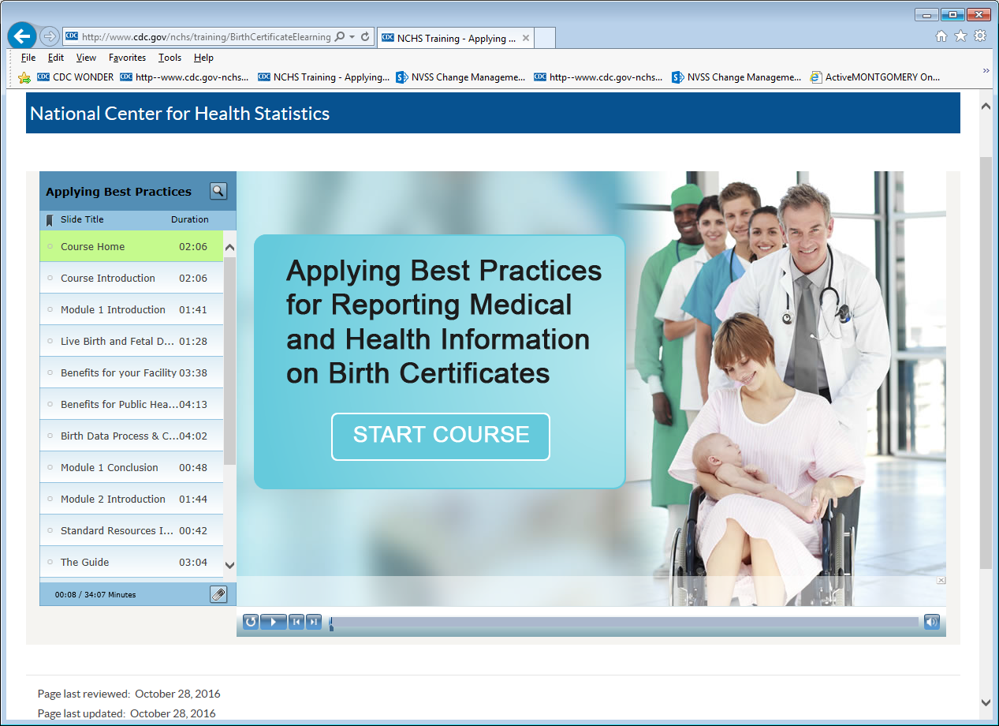 CDC http://www.cdc.gov/nchs/training/BirthCertificateElearning
CDC NCHS Training - Applying ...
File Edit View Favorites Tools Help
CDC CDC WONDER CDC http--www.cdc.gov-nchs... CDC NCHS Training - Applying... NVSS Change Manageme... CDC http--www.cdc.gov-nchs... NVSS Change Manageme... ActiveMONTGOMERY On...
National Center for Health Statistics
Applying Best Practices
Slide Title Duration
Course Home 02:06
Course Introduction 02:06
Module 1 Introduction 01:41
Live Birth and Fetal D... 01:28
Benefits for your Facility 03:38
Benefits for Public Hea... 04:13
Birth Data Process & C... 04:02
Module 1 Conclusion 00:48
Module 2 Introduction 01:44
Standard Resources I... 00:42
The Guide 03:04
00:08 / 34:07 Minutes
Applying Best Practices
for Reporting Medical
and Health Information
on Birth Certificates
START COURSE
Page last reviewed: October 28, 2016
Page last updated: October 28, 2016